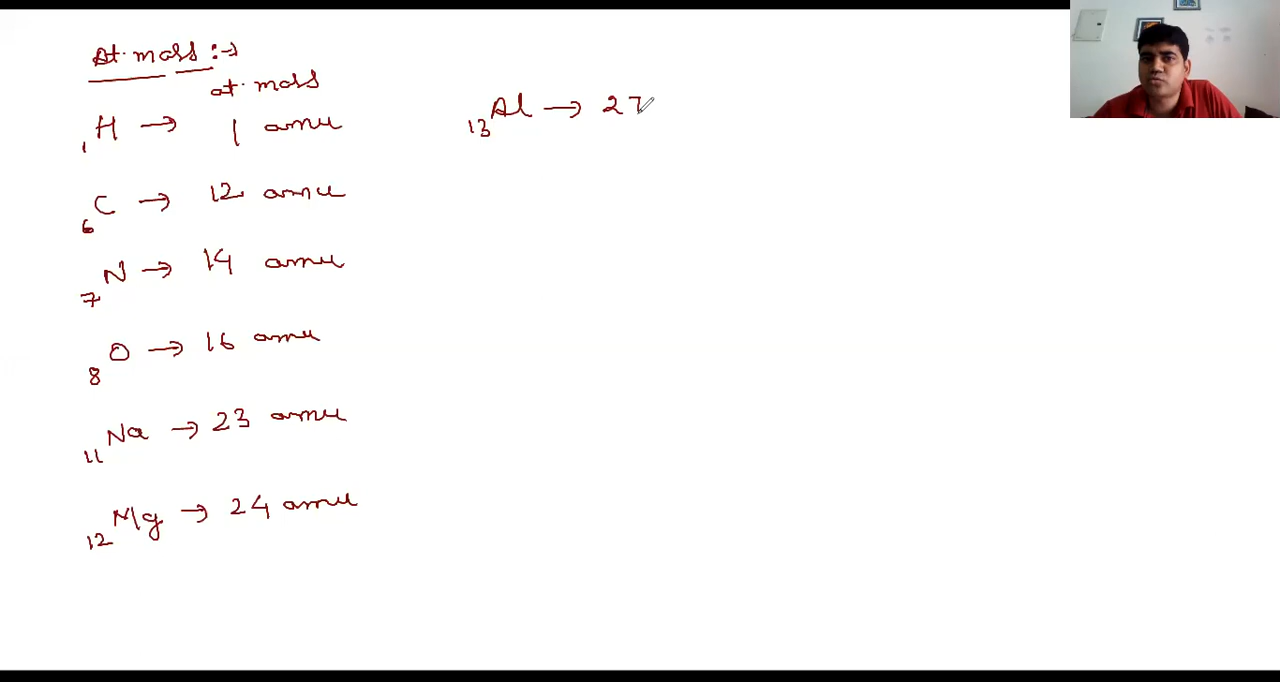 At. mass :→
at. mass
₁H → 1 amu
₆C → 12 amu
₇N → 14 amu
₈O → 16 amu
₁₁Na → 23 amu
₁₂Mg → 24 amu
₁₃Al → 27